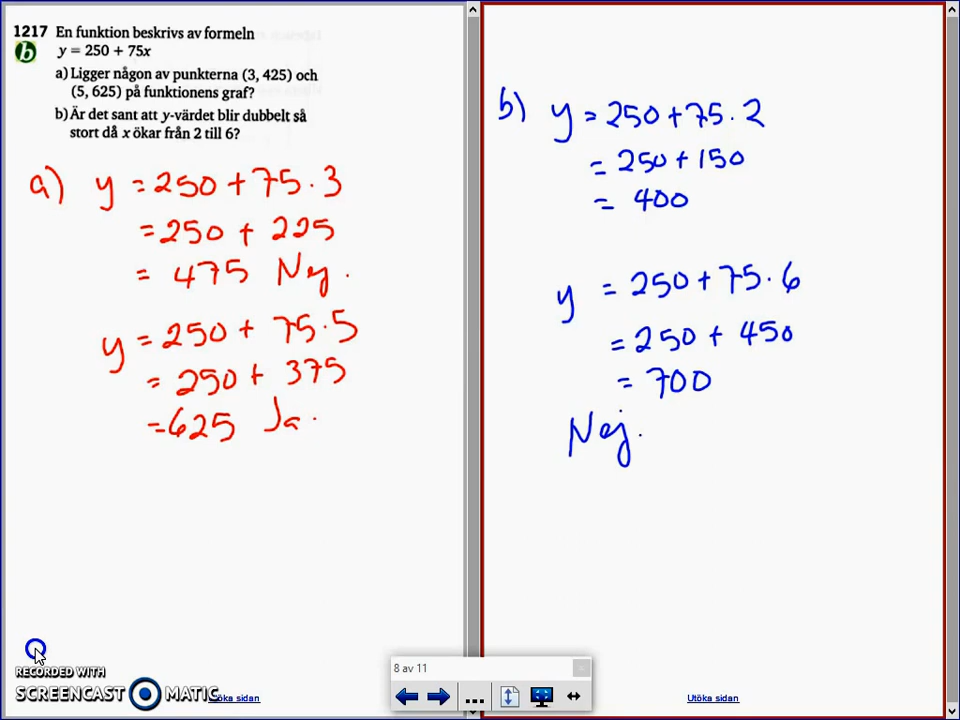 1217 En funktion beskrivs av formeln
b y = 250 + 75x
a) Ligger någon av punkterna (3, 425) och
(5, 625) på funktionens graf?
b) Är det sant att y-värdet blir dubbelt så
stort då x ökar från 2 till 6?
a) y = 250 + 75 · 3
= 250 + 225
= 475 Nej.
y = 250 + 75 · 5
= 250 + 375
= 625 Ja.
b) y = 250 + 75 · 2
= 250 + 150
= 400
y = 250 + 75 · 6
= 250 + 450
= 700
Nej.
RECORDED WITH
SCREENCAST MATIC
Utöka sidan
8 av 11
...
Utöka sidan